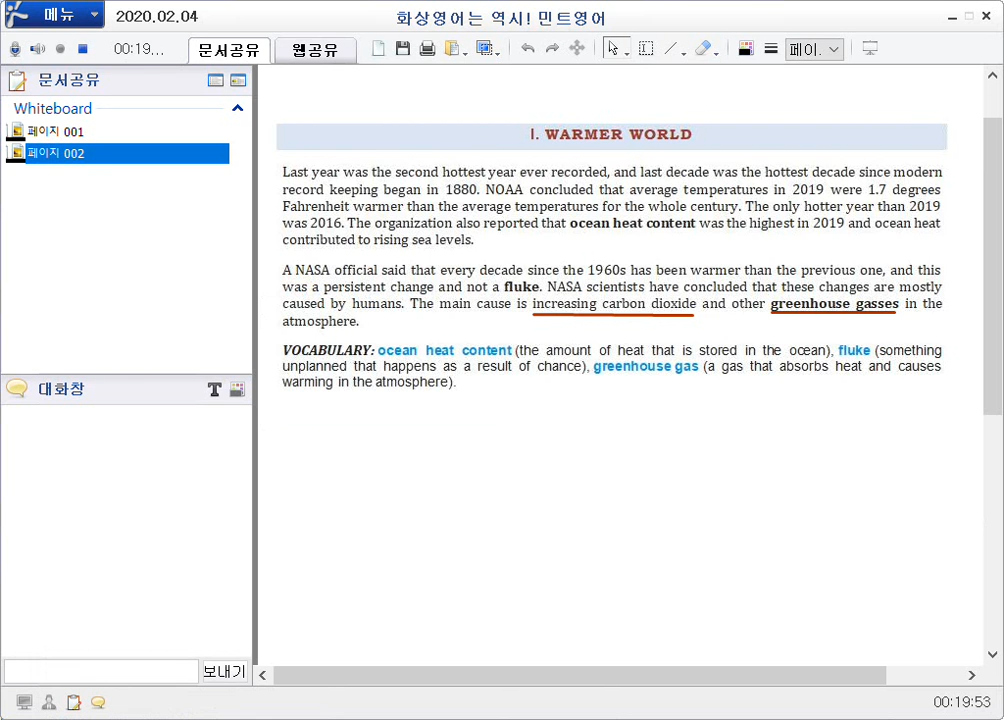 메뉴 2020.02.04 화상영어는 역시! 민트영어
00:19... 문서공유 웹공유 페이.
문서공유
Whiteboard
페이지 001
페이지 002
I. WARMER WORLD
Last year was the second hottest year ever recorded, and last decade was the hottest decade since modern
record keeping began in 1880. NOAA concluded that average temperatures in 2019 were 1.7 degrees
Fahrenheit warmer than the average temperatures for the whole century. The only hotter year than 2019
was 2016. The organization also reported that ocean heat content was the highest in 2019 and ocean heat
contributed to rising sea levels.
A NASA official said that every decade since the 1960s has been warmer than the previous one, and this
was a persistent change and not a fluke. NASA scientists have concluded that these changes are mostly
caused by humans. The main cause is increasing carbon dioxide and other greenhouse gasses in the
atmosphere.
VOCABULARY: ocean heat content (the amount of heat that is stored in the ocean), fluke (something
unplanned that happens as a result of chance), greenhouse gas (a gas that absorbs heat and causes
warming in the atmosphere).
대화창 T
보내기
00:19:53